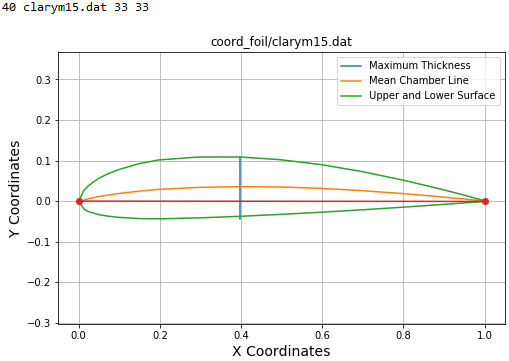 40 clarym15.dat 33 33
coord_foil/clarym15.dat
Maximum Thickness
Mean Chamber Line
Upper and Lower Surface
Y Coordinates
0.3
0.2
0.1
0.0
−0.1
−0.2
−0.3
0.0 0.2 0.4 0.6 0.8 1.0
X Coordinates